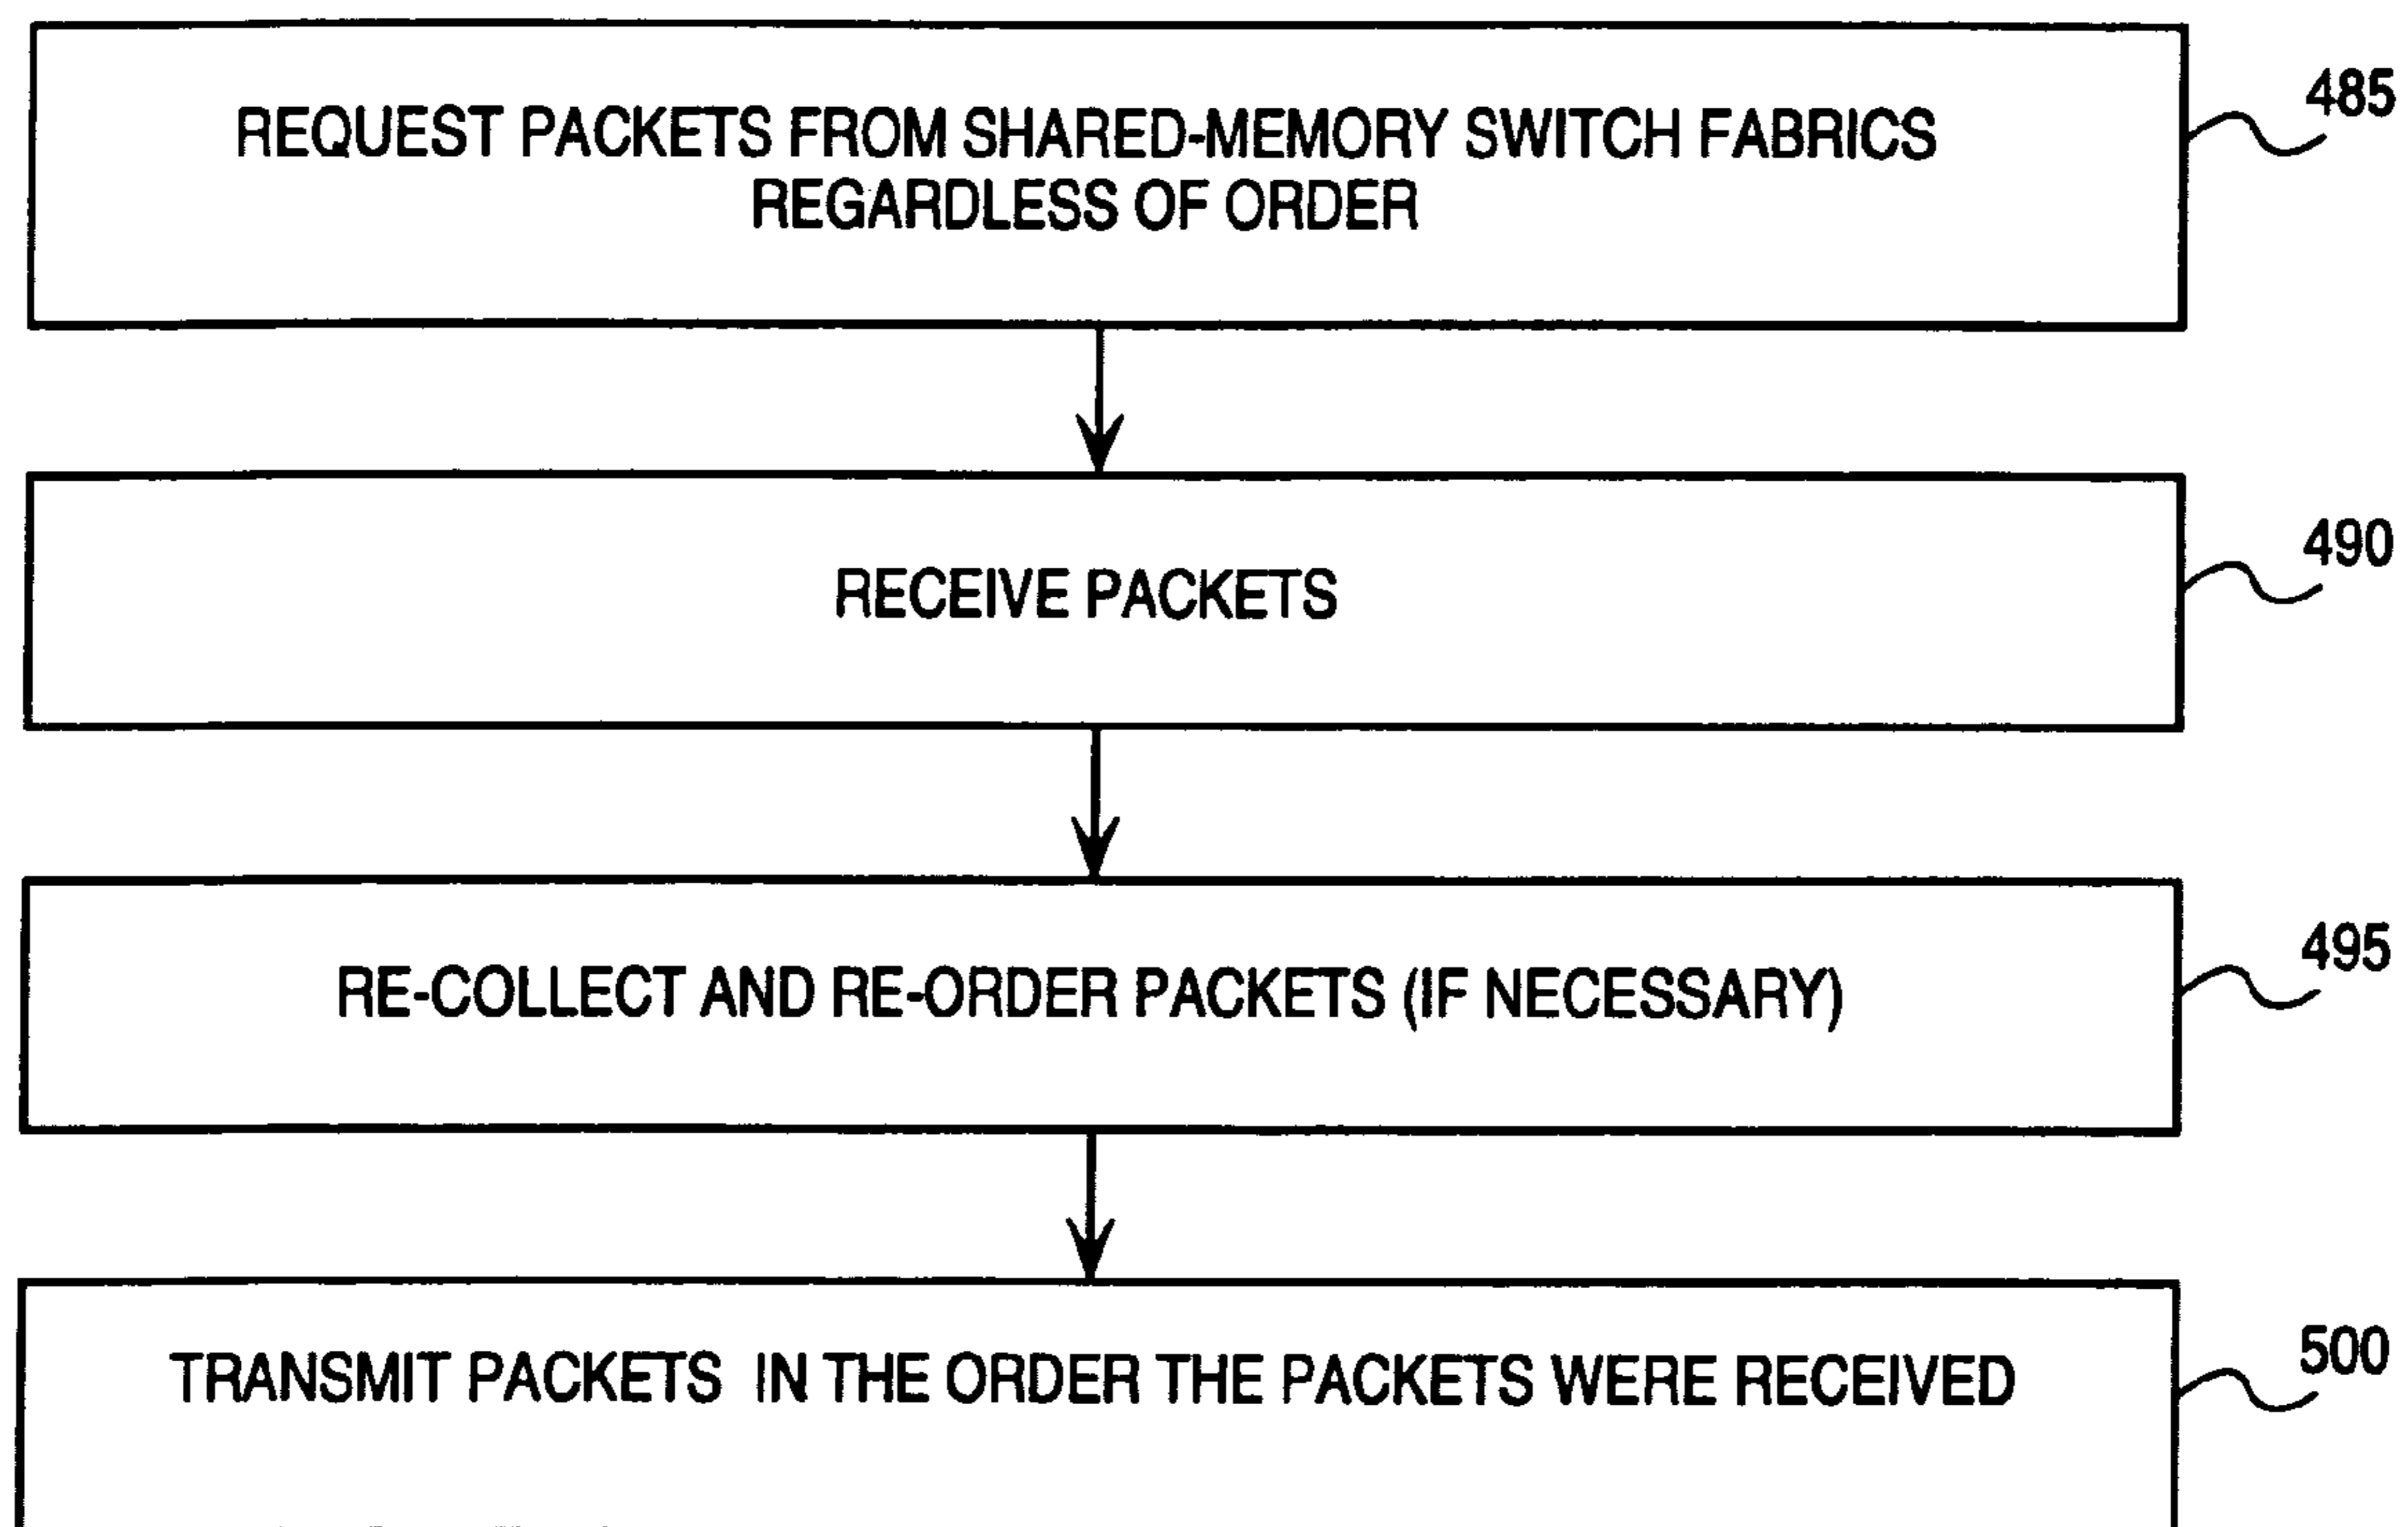 485
REQUEST PACKETS FROM SHARED-MEMORY SWITCH FABRICS
REGARDLESS OF ORDER
490
RECEIVE PACKETS
495
RE-COLLECT AND RE-ORDER PACKETS (IF NECESSARY)
500
TRANSMIT PACKETS IN THE ORDER THE PACKETS WERE RECEIVED